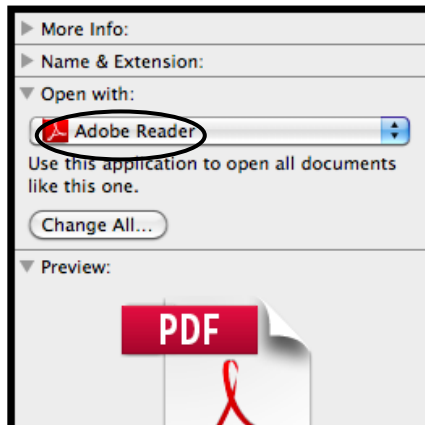 More Info:
Name & Extension:
Open with:
Adobe Reader
Use this application to open all documents
like this one.
Change All...
Preview:
PDF